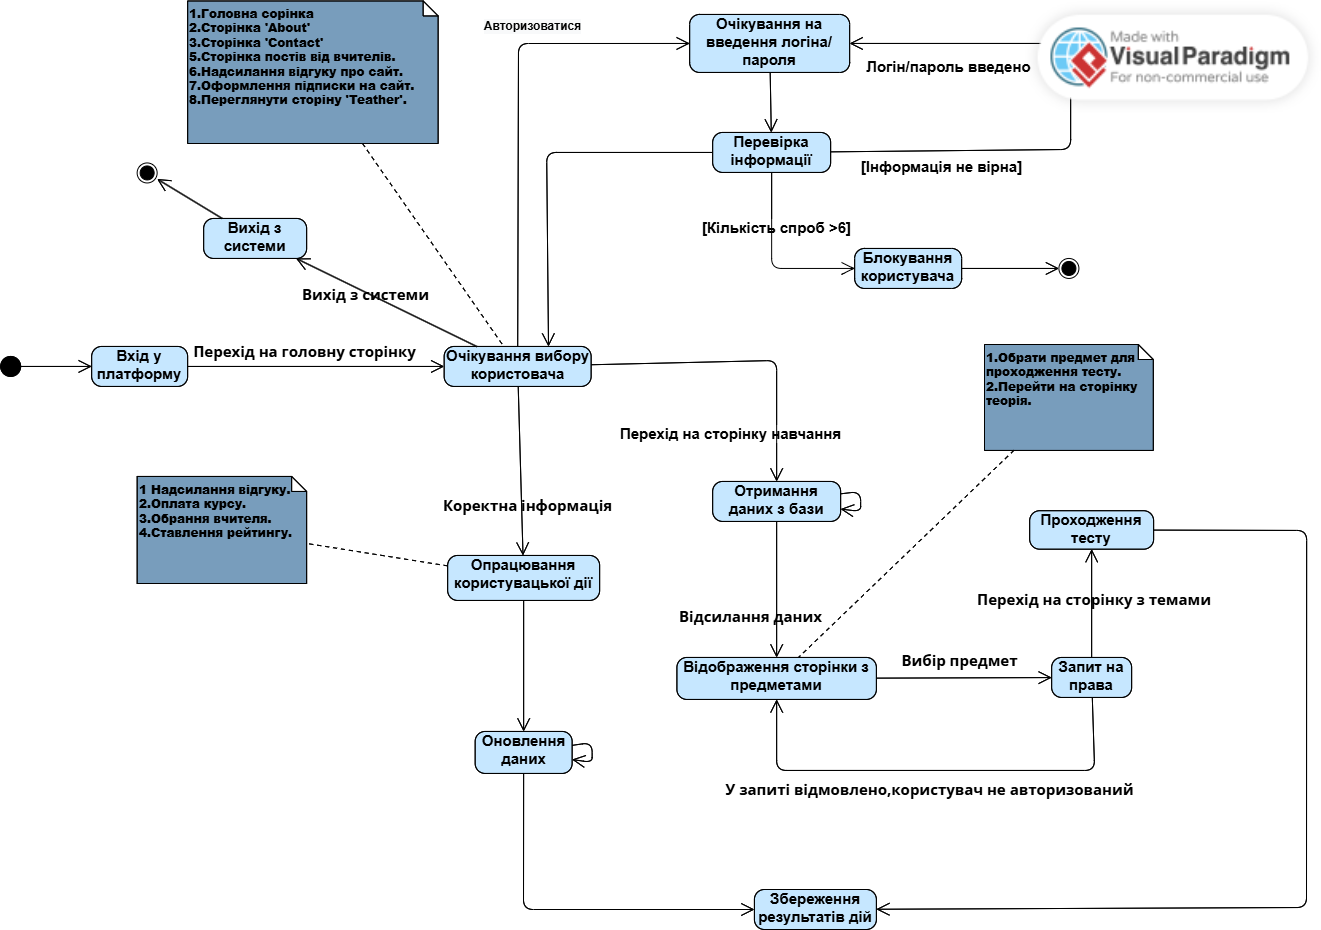 1.Головна сорінка
2.Сторінка 'About'
3.Сторінка 'Contact'
5.Сторінка постів від вчителів.
6.Надсилання відгуку про сайт.
7.Оформлення підписки на сайт.
8.Переглянути сторіну 'Teather'.
Авторизоватися
Очікування на
введення логіна/
пароля
Made with
Visual Paradigm
For non-commercial use
Логін/пароль введено
Перевірка
інформації
[Інформація не вірна]
[Кількість спроб >6]
Блокування
користувача
Вихід з
системи
Вихід з системи
Вхід у
платформу
Перехід на головну сторінку
Очікування вибору
користовача
1.Обрати предмет для
проходження тесту.
2.Перейти на сторінку
теорія.
Перехід на сторінку навчання
1 Надсилання відгуку.
2.Оплата курсу.
3.Обрання вчителя.
4.Ставлення рейтингу.
Коректна інформація
Отримання
даних з бази
Проходження
тесту
Опрацювання
користувацької дії
Перехід на сторінку з темами
Відсилання даних
Відображення сторінки з
предметами
Вибір предмет
Запит на
права
Оновлення
даних
У запиті відмовлено,користувач не авторизований
Збереження
результатів дій